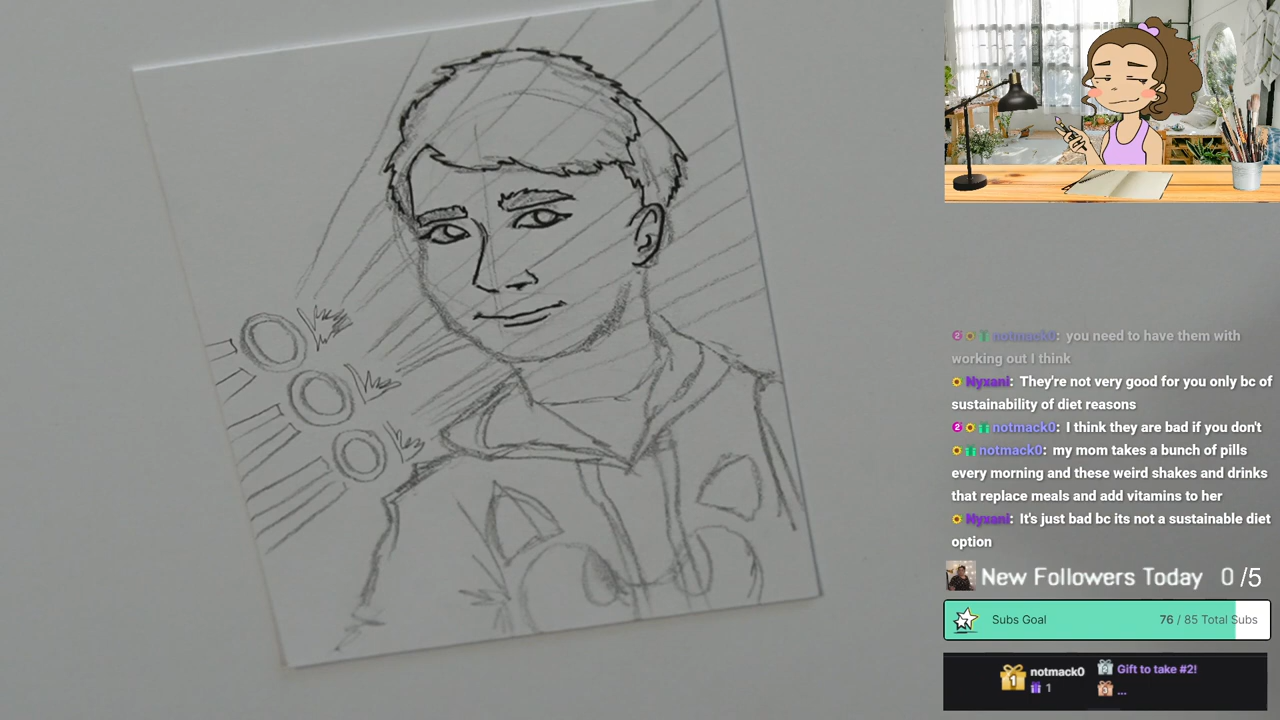 notmack0: you need to have them with
working out I think
Nyxani: They're not very good for you only bc of
sustainability of diet reasons
notmack0: I think they are bad if you don't
notmack0: my mom takes a bunch of pills
every morning and these weird shakes and drinks
that replace meals and add vitamins to her
Nyxani: It's just bad bc its not a sustainable diet
option
New Followers Today 0 /5
Subs Goal 76 / 85 Total Subs
1 notmack0 1
2 Gift to take #2!
3 ...